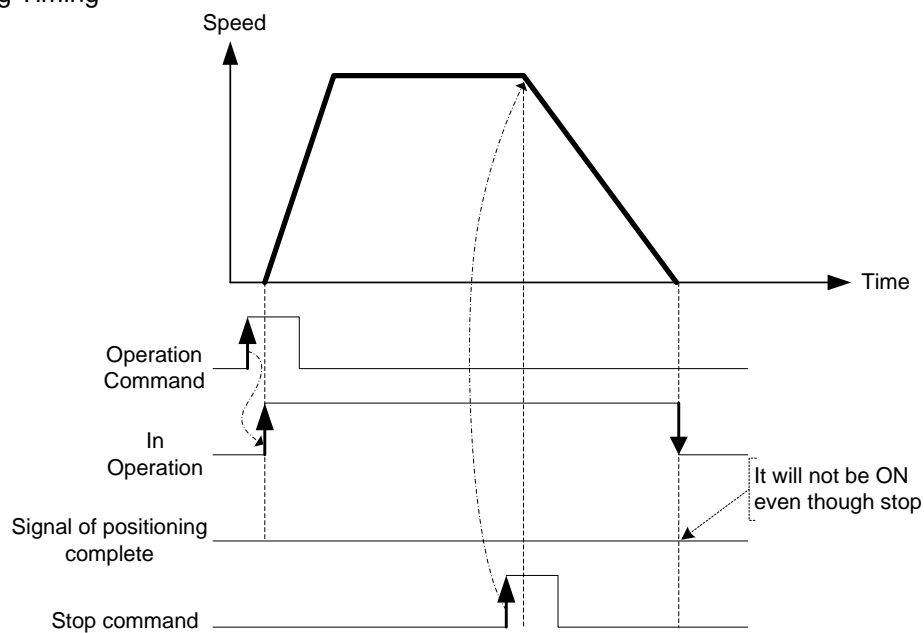 g Timing
Speed
Time
Operation
Command
In
Operation
It will not be ON
even though stop
Signal of positioning
complete
Stop command